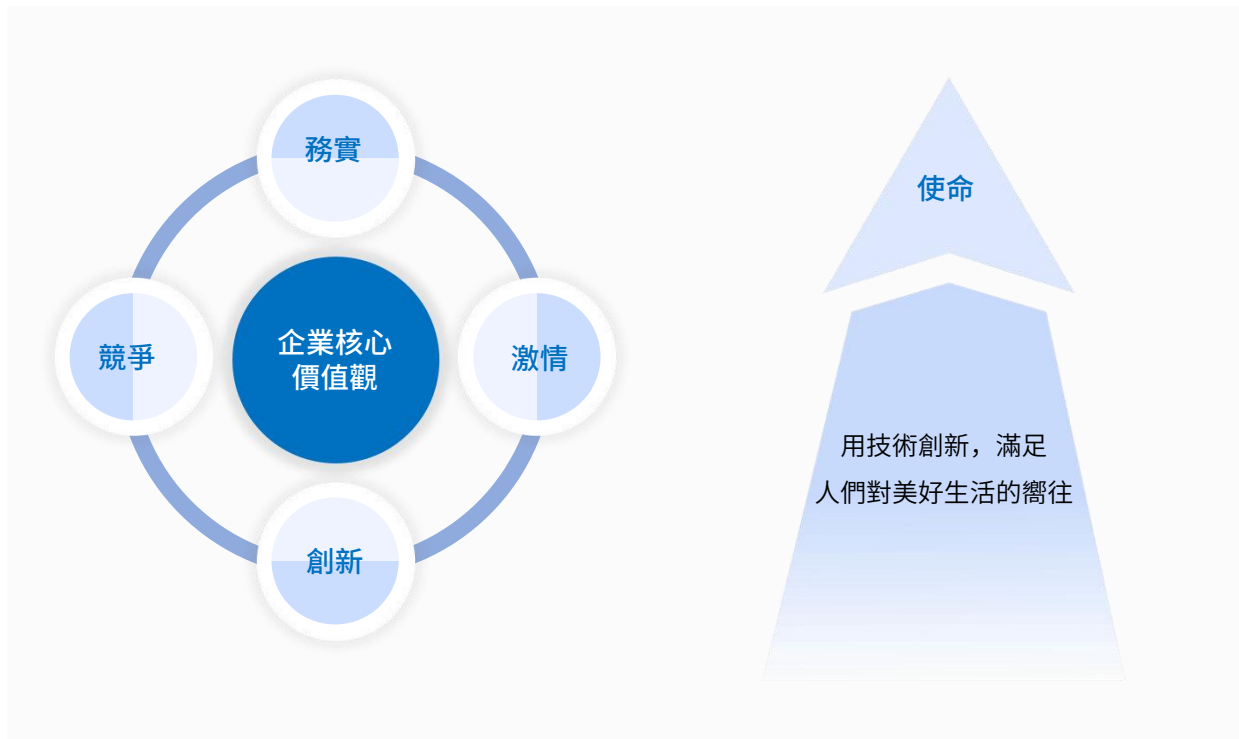 務實
競爭
企業核心
價值觀
激情
創新
使命
用技術創新，滿足
人們對美好生活的嚮往